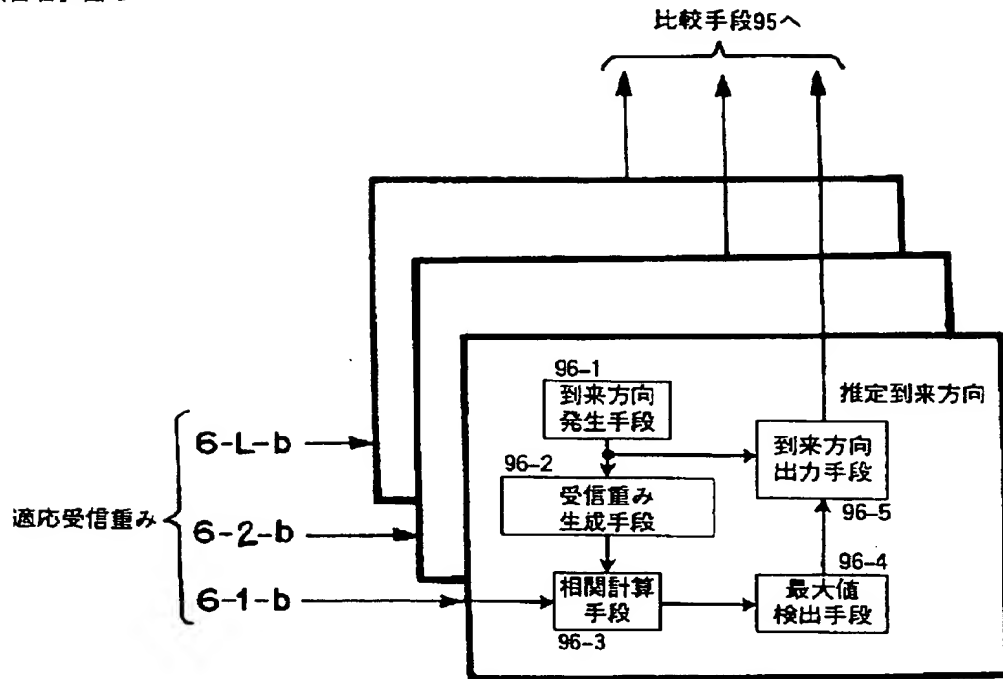 比較手段95へ
96-1
到来方向
発生手段
推定到来方向
到来方向
出力手段
96-2
受信重み
生成手段
96-5
適応受信重み
6-L-b
6-2-b
6-1-b
96-4
相関計算
手段
最大値
検出手段
96-3